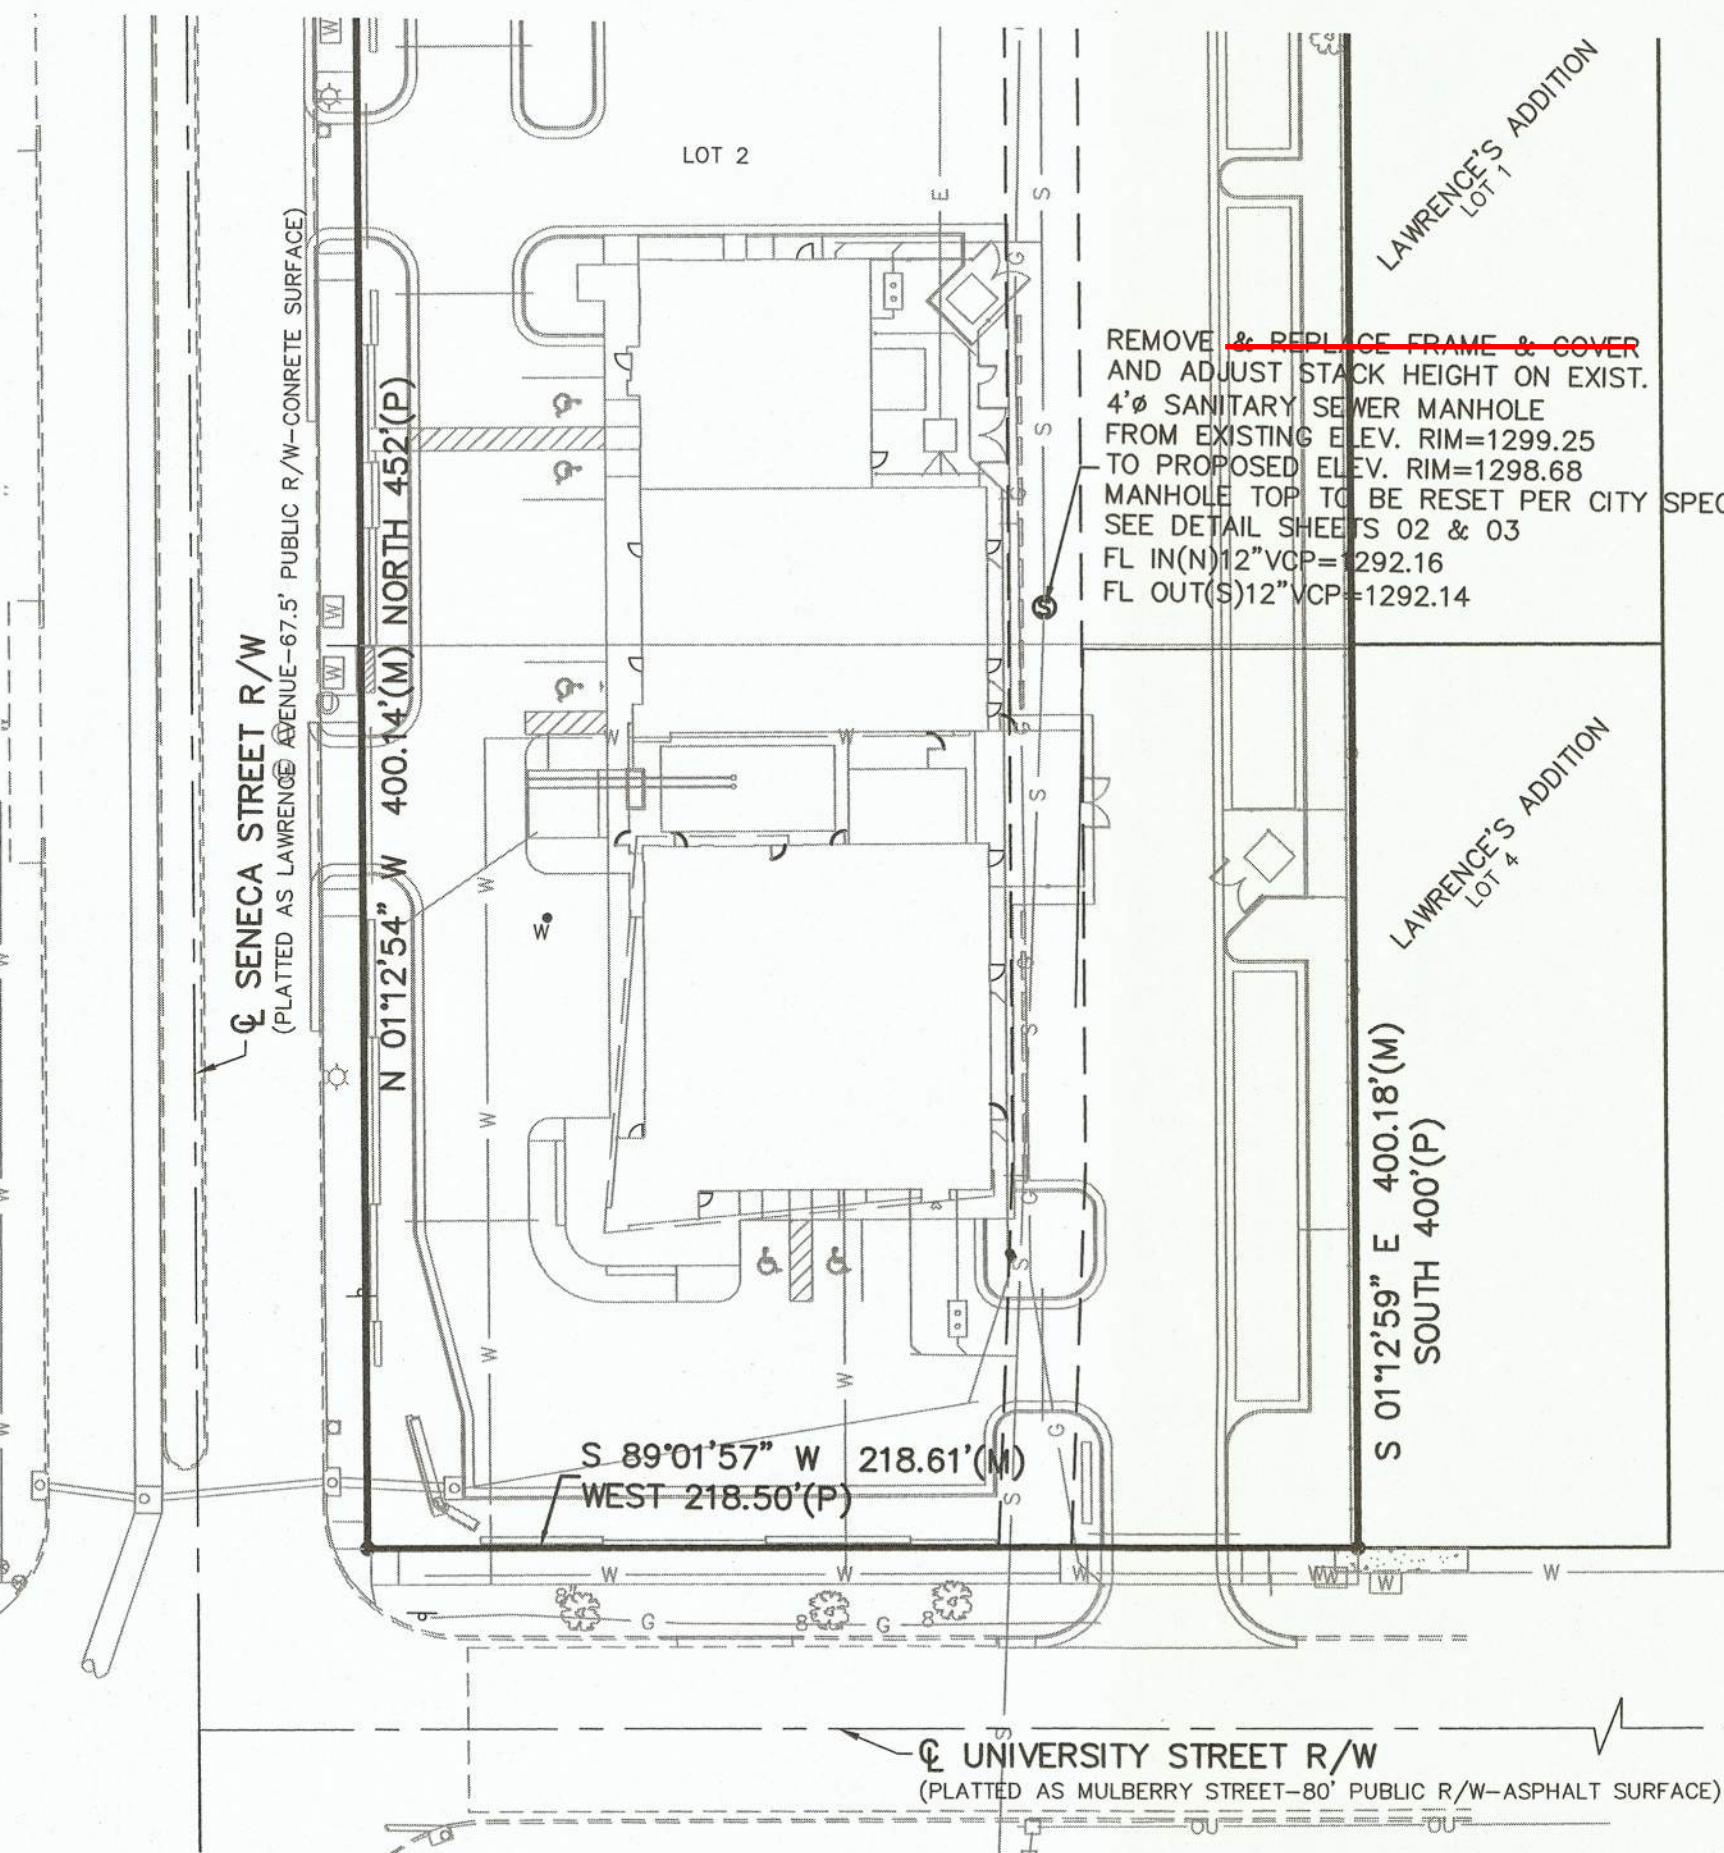 LOT 2
LAWRENCE'S ADDITION
LOT 1
REMOVE & REPLACE FRAME & COVER
AND ADJUST STACK HEIGHT ON EXIST.
4'ø SANITARY SEWER MANHOLE
FROM EXISTING ELEV. RIM=1299.25
TO PROPOSED ELEV. RIM=1298.68
MANHOLE TOP TO BE RESET PER CITY SPEC
SEE DETAIL SHEETS 02 & 03
FL IN(N)12"VCP=1292.16
FL OUT(S)12"VCP=1292.14
℄ SENECA STREET R/W
(PLATTED AS LAWRENCE AVENUE-67.5' PUBLIC R/W-CONRETE SURFACE)
N 01°12'54" W 400.14'(M) NORTH 452'(P)
LAWRENCE'S ADDITION
LOT 4
S 01°12'59" E 400.18'(M)
SOUTH 400'(P)
S 89°01'57" W 218.61'(M)
WEST 218.50'(P)
W
W
W
W
W
W
W
W
W
W
E
S
S
S
S
S
S
S
S
G
G
G
G
G
G
W
W
W
W
W
8"
8"
8"
OU
OU
℄ UNIVERSITY STREET R/W
(PLATTED AS MULBERRY STREET-80' PUBLIC R/W-ASPHALT SURFACE)